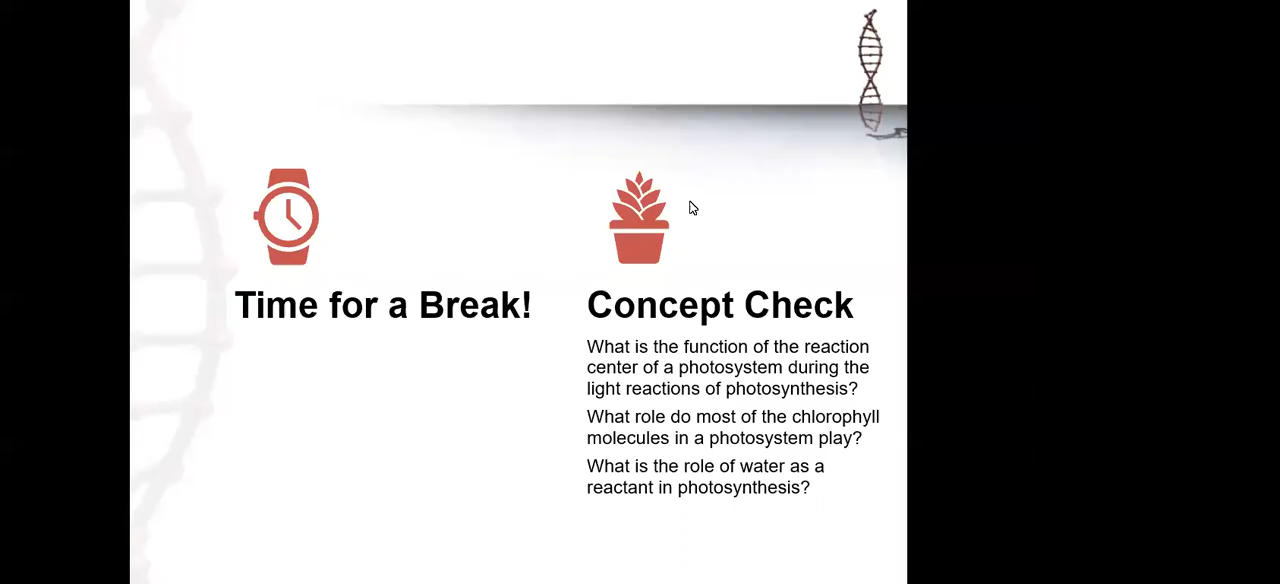 Time for a Break!
Concept Check
What is the function of the reaction
center of a photosystem during the
light reactions of photosynthesis?
What role do most of the chlorophyll
molecules in a photosystem play?
What is the role of water as a
reactant in photosynthesis?